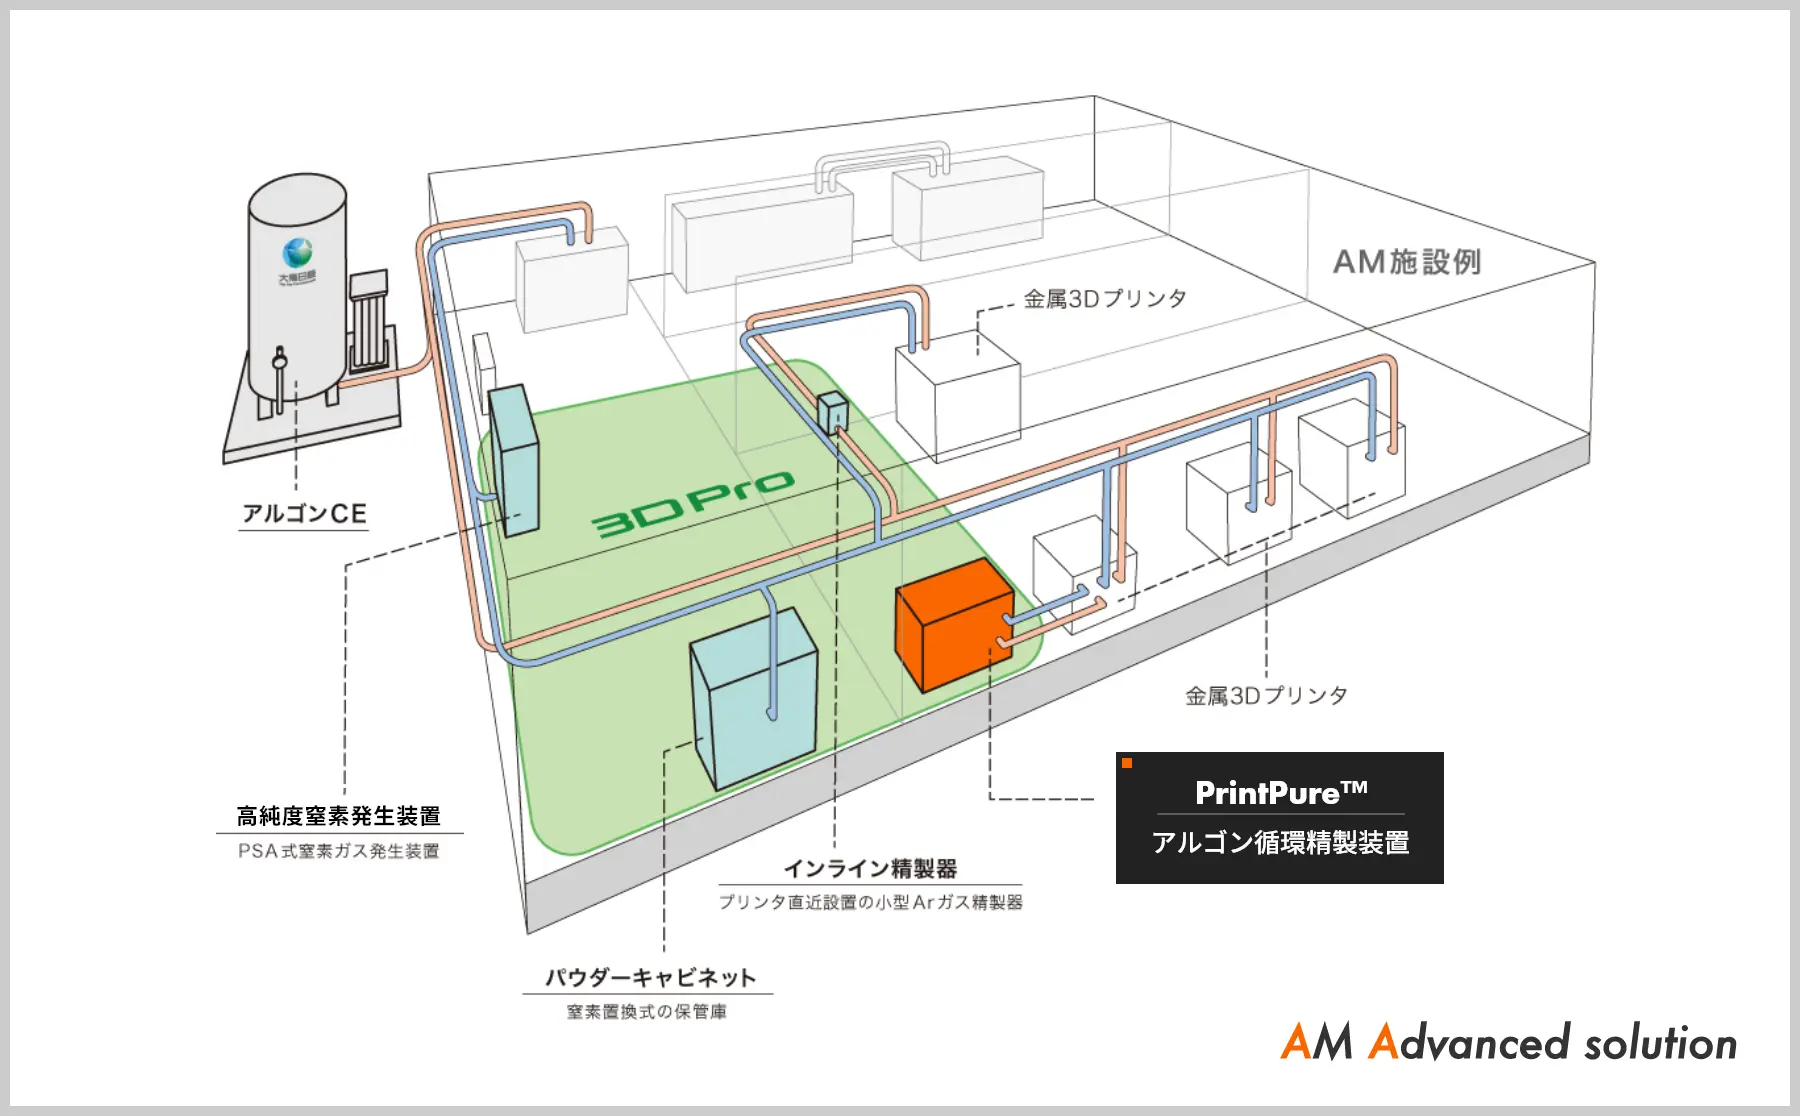 大陽日酸
AM施設例
金属3Dプリンタ
アルゴンCE
3DPro
金属3Dプリンタ
PrintPure™
アルゴン循環精製装置
高純度窒素発生装置
PSA式窒素ガス発生装置
インライン精製器
プリンタ直近設置の小型Arガス精製器
パウダーキャビネット
窒素置換式の保管庫
AM Advanced solution